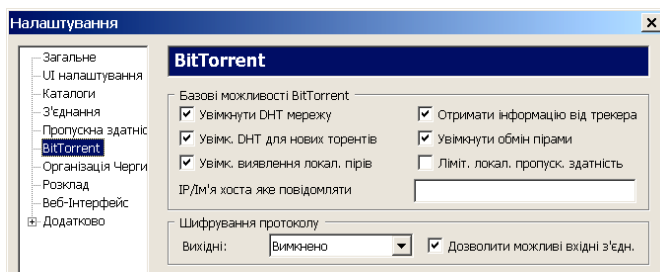 Налаштування
Загальне
UI налаштування
Каталоги
З'єднання
Пропускна здатніс
BitTorrent
Організація Черги
Розклад
Веб-Інтерфейс
Додатково
BitTorrent
Базові можливості BitTorrent
Увімкнути DHT мережу
Отримати інформацію від трекера
Увімк. DHT для нових торентів
Увімкнути обмін пірами
Увімк. виявлення локал. пірів
Ліміт. локал. пропуск. здатність
IP/Ім'я хоста яке повідомляти
Шифрування протоколу
Вихідні: Вимкнено
Дозволити можливі вхідні з'єдн.